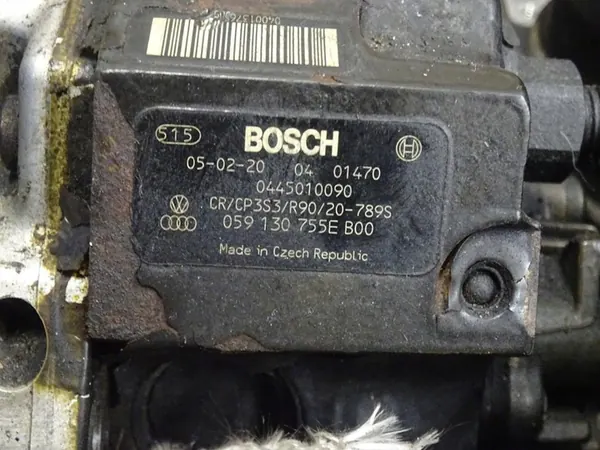 515 BOSCH
05-02-20 04 01470
0445010090
CR/CP3S3/R90/20-789S
059 130 755E B00
Made in Czech Republic